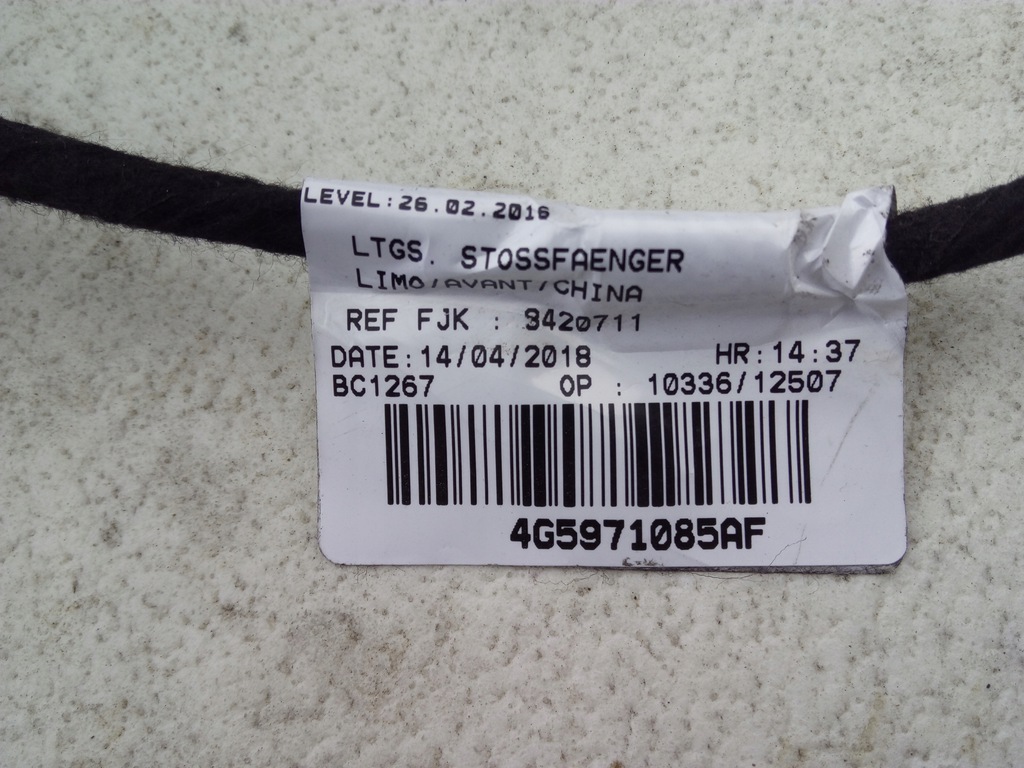 LEVEL:26.02.2016
LTGS. STOSSFAENGER
LIMO/AVANT/CHINA
REF FJK : 3420711
DATE:14/04/2018 HR:14:37
BC1267 OP : 10336/12507
4G5971085AF